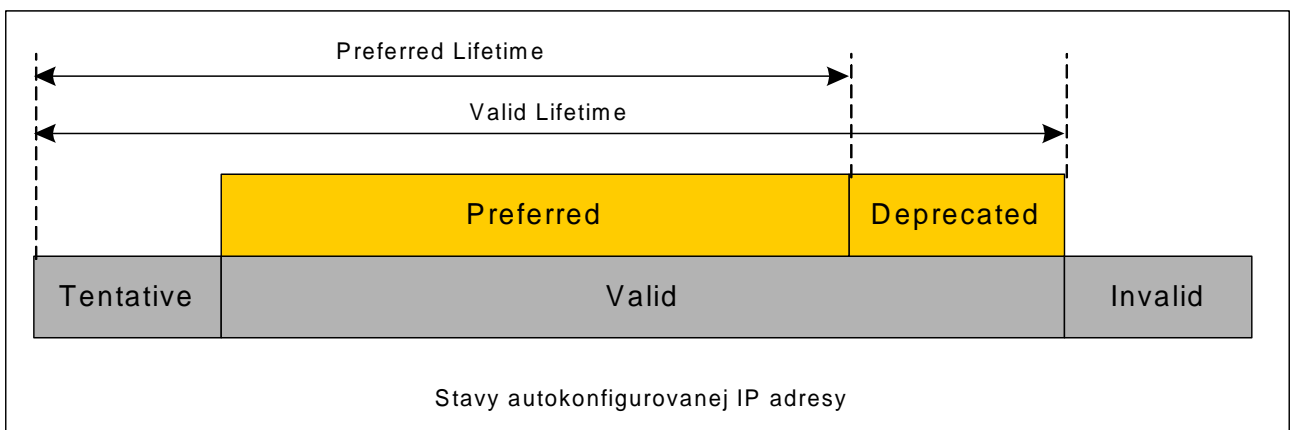 Preferred Lifetime
Valid Lifetime
Preferred
Deprecated
Tentative
Valid
Invalid
Stavy autokonfigurovanej IP adresy